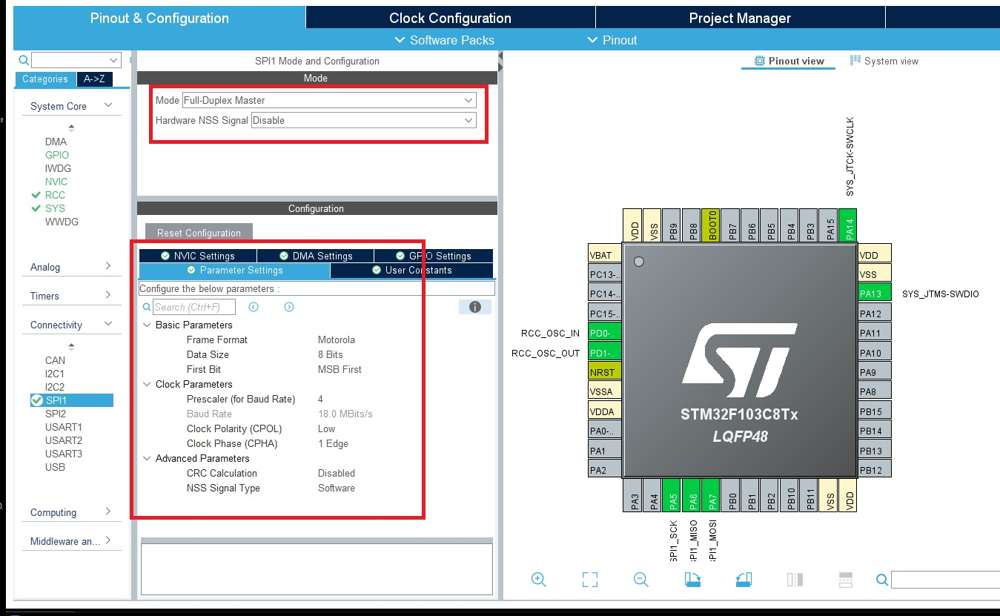 Pinout & Configuration
Clock Configuration
Project Manager
Software Packs
Pinout
Categories
A->Z
System Core
DMA
GPIO
IWDG
NVIC
RCC
SYS
WWDG
Analog
Timers
Connectivity
CAN
I2C1
I2C2
SPI1
SPI2
USART1
USART2
USART3
USB
Computing
Middleware an...
SPI1 Mode and Configuration
Mode
Mode Full-Duplex Master
Hardware NSS Signal Disable
Configuration
Reset Configuration
NVIC Settings
DMA Settings
GPIO Settings
Parameter Settings
User Constants
Configure the below parameters :
Search (Ctrl+F)
Basic Parameters
Frame Format Motorola
Data Size 8 Bits
First Bit MSB First
Clock Parameters
Prescaler (for Baud Rate) 4
Baud Rate 18.0 MBits/s
Clock Polarity (CPOL) Low
Clock Phase (CPHA) 1 Edge
Advanced Parameters
CRC Calculation Disabled
NSS Signal Type Software
Pinout view
System view
SYS_JTCK-SWCLK
VDD
VSS
PB9
PB8
BOOT0
PB7
PB6
PB5
PB4
PB3
PA15
PA14
VBAT
PC13-..
PC14-..
PC15-..
RCC_OSC_IN PD0-..
RCC_OSC_OUT PD1-..
NRST
VSSA
VDDA
PA0-..
PA1
PA2
STM32F103C8Tx
LQFP48
VDD
VSS
PA13 SYS_JTMS-SWDIO
PA12
PA11
PA10
PA9
PA8
PB15
PB14
PB13
PB12
PA3
PA4
PA5
PA6
PA7
PB0
PB1
PB2
PB10
PB11
VSS
VDD
SPI1_SCK
SPI1_MISO
SPI1_MOSI